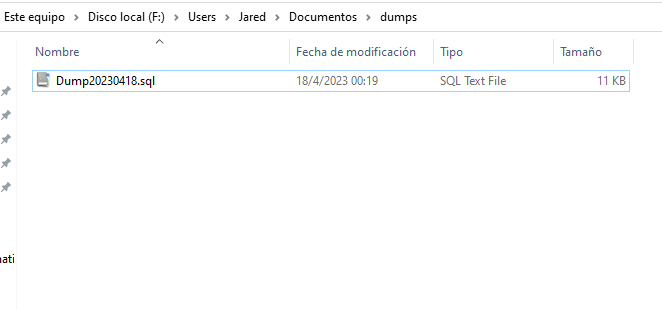 Este equipo > Disco local (F:) > Users > Jared > Documentos > dumps
Nombre Fecha de modificación Tipo Tamaño
Dump20230418.sql 18/4/2023 00:19 SQL Text File 11 KB